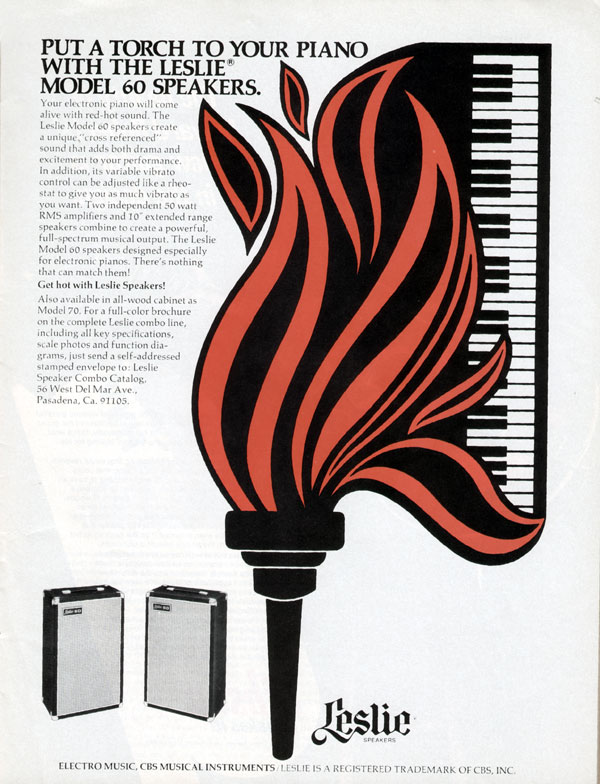 PUT A TORCH TO YOUR PIANO
WITH THE LESLIE®
MODEL 60 SPEAKERS.
Your electronic piano will come
alive with red-hot sound. The
Leslie Model 60 speakers create
a unique,"cross referenced"
sound that adds both drama and
excitement to your performance.
In addition, its variable vibrato
control can be adjusted like a rheo-
stat to give you as much vibrato as
you want. Two independent 50 watt
RMS amplifiers and 10" extended range
speakers combine to create a powerful,
full-spectrum musical output. The Leslie
Model 60 speakers designed especially
for electronic pianos. There's nothing
that can match them!
Get hot with Leslie Speakers!
Also available in all-wood cabinet as
Model 70. For a full-color brochure
on the complete Leslie combo line,
including all key specifications,
scale photos and function dia-
grams, just send a self-addressed
stamped envelope to: Leslie
Speaker Combo Catalog,
56 West Del Mar Ave.,
Pasadena, Ca. 91105.
Leslie
SPEAKERS
ELECTRO MUSIC, CBS MUSICAL INSTRUMENTS / LESLIE IS A REGISTERED TRADEMARK OF CBS, INC.